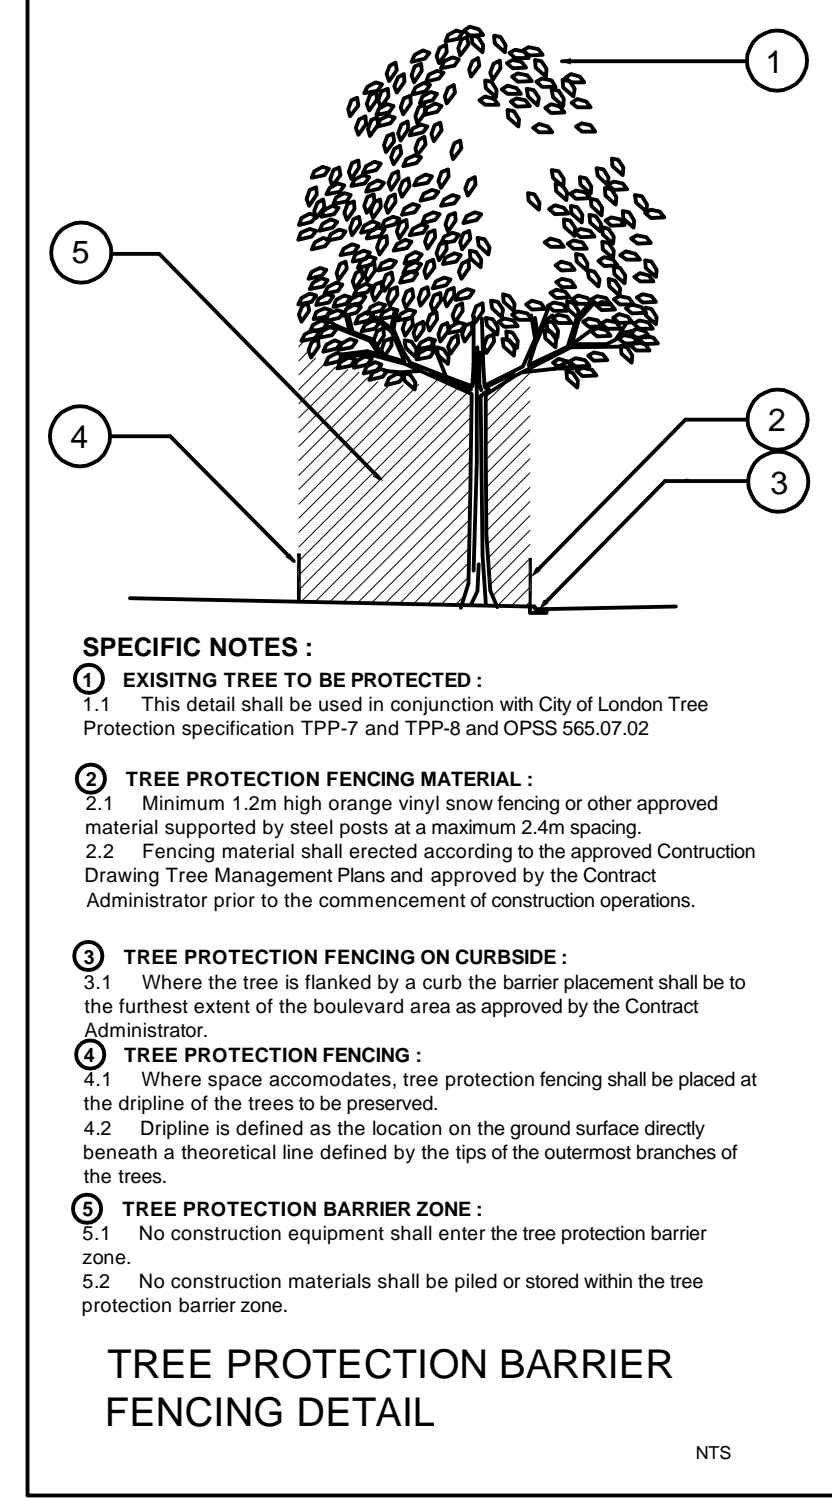 1
5
4
2
3
SPECIFIC NOTES :
1 EXISITNG TREE TO BE PROTECTED :
1.1 This detail shall be used in conjunction with City of London Tree
Protection specification TPP-7 and TPP-8 and OPSS 565.07.02
2 TREE PROTECTION FENCING MATERIAL :
2.1 Minimum 1.2m high orange vinyl snow fencing or other approved
material supported by steel posts at a maximum 2.4m spacing.
2.2 Fencing material shall erected according to the approved Contruction
Drawing Tree Management Plans and approved by the Contract
Administrator prior to the commencement of construction operations.
3 TREE PROTECTION FENCING ON CURBSIDE :
3.1 Where the tree is flanked by a curb the barrier placement shall be to
the furthest extent of the boulevard area as approved by the Contract
Administrator.
4 TREE PROTECTION FENCING :
4.1 Where space accomodates, tree protection fencing shall be placed at
the dripline of the trees to be preserved.
4.2 Dripline is defined as the location on the ground surface directly
beneath a theoretical line defined by the tips of the outermost branches of
the trees.
5 TREE PROTECTION BARRIER ZONE :
5.1 No construction equipment shall enter the tree protection barrier
zone.
5.2 No construction materials shall be piled or stored within the tree
protection barrier zone.
TREE PROTECTION BARRIER
FENCING DETAIL
NTS